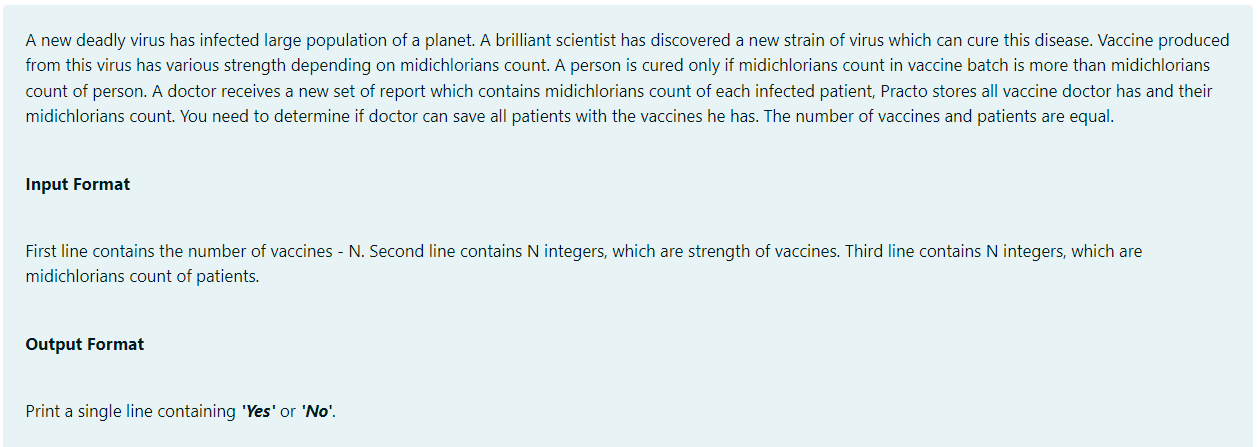 A new deadly virus has infected large population of a planet. A brilliant scientist has discovered a new strain of virus which can cure this disease. Vaccine produced
from this virus has various strength depending on midichlorians count. A person is cured only if midichlorians count in vaccine batch is more than midichlorians
count of person. A doctor receives a new set of report which contains midichlorians count of each infected patient, Practo stores all vaccine doctor has and their
midichlorians count. You need to determine if doctor can save all patients with the vaccines he has. The number of vaccines and patients are equal.
Input Format
First line contains the number of vaccines - N. Second line contains N integers, which are strength of vaccines. Third line contains N integers, which are
midichlorians count of patients.
Output Format
Print a single line containing 'Yes' or 'No'.